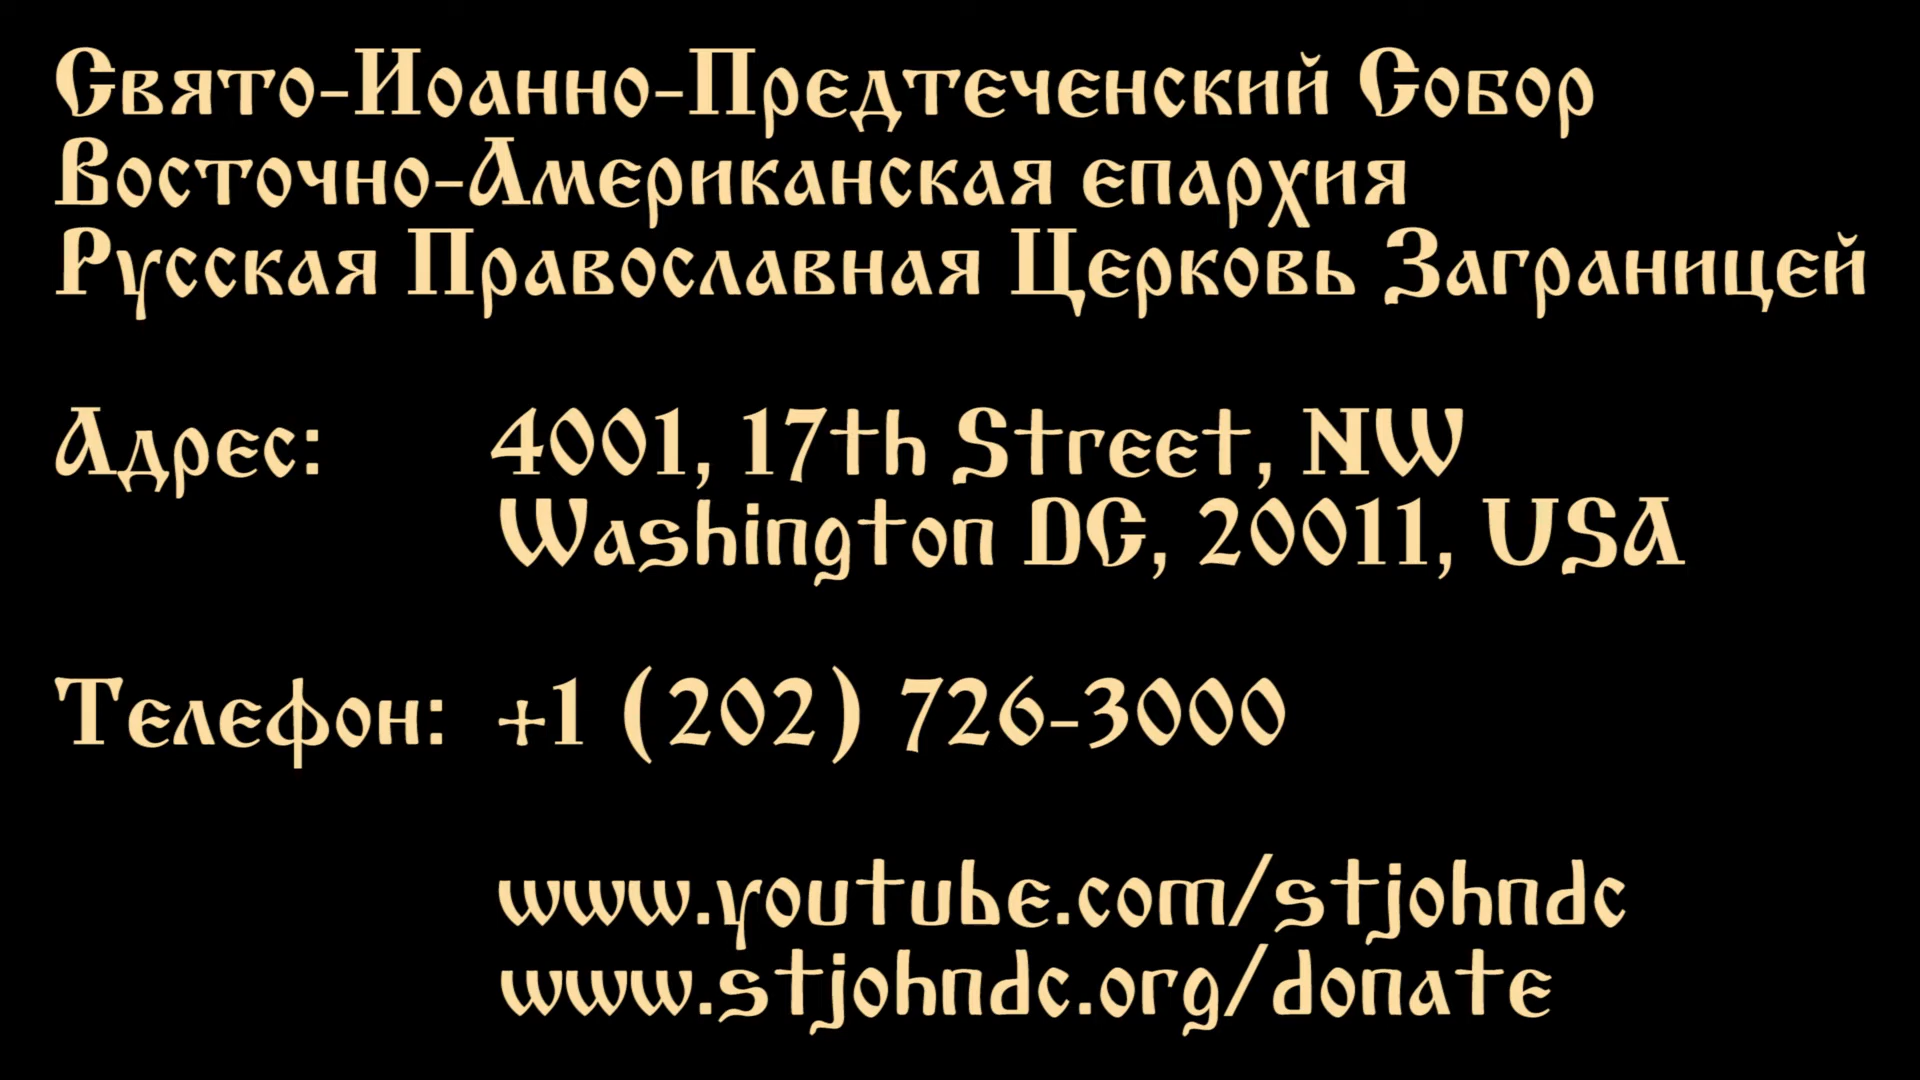 Свято-Иоанно-Предтеченский Собор
Восточно-Американская епархия
Русская Православная Церковь Заграницей
Адрес: 4001, 17th Street, NW
Washington DC, 20011, USA
Телефон: +1 (202) 726-3000
www.youtube.com/stjohndc
www.stjohndc.org/donate